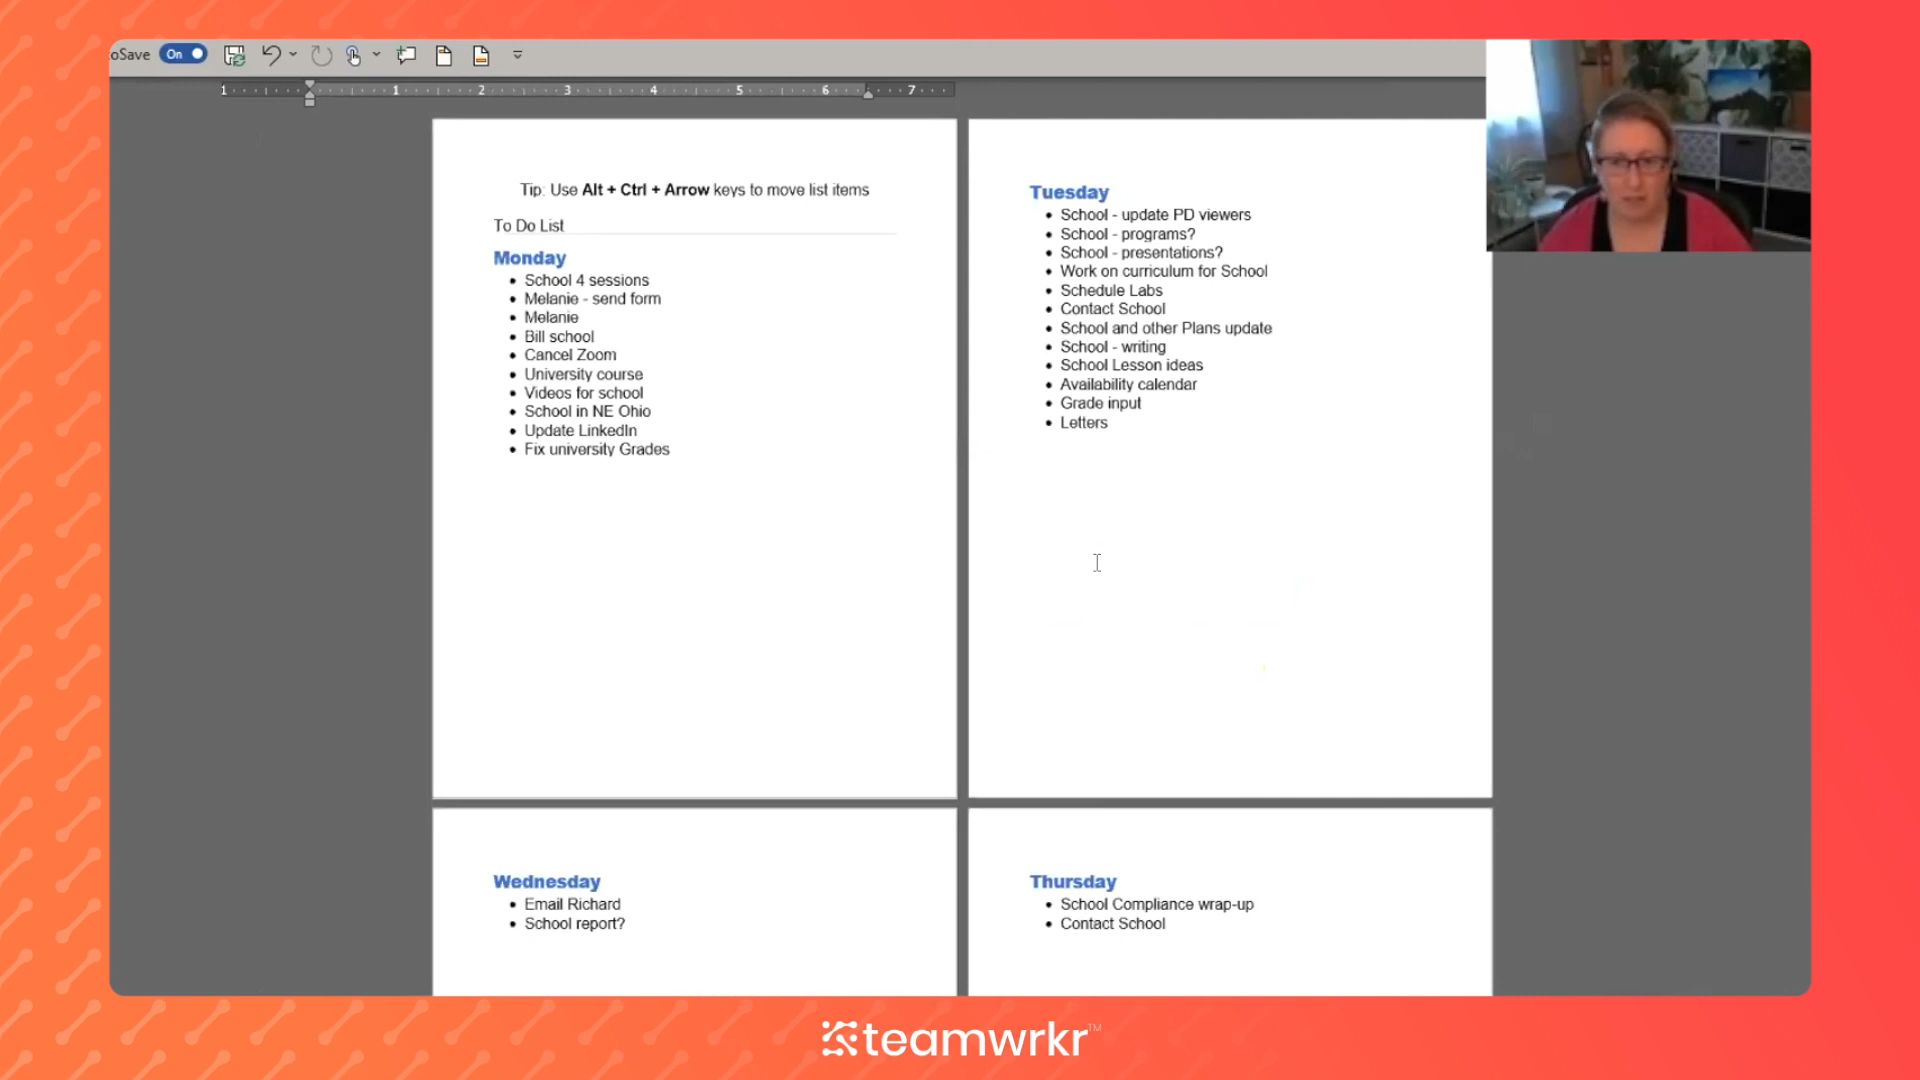 oSave On
1 1 2 3 4 5 6 7
Tip: Use Alt + Ctrl + Arrow keys to move list items
To Do List
Monday
• School 4 sessions
• Melanie - send form
• Melanie
• Bill school
• Cancel Zoom
• University course
• Videos for school
• School in NE Ohio
• Update LinkedIn
• Fix university Grades
Tuesday
• School - update PD viewers
• School - programs?
• School - presentations?
• Work on curriculum for School
• Schedule Labs
• Contact School
• School and other Plans update
• School - writing
• School Lesson ideas
• Availability calendar
• Grade input
• Letters
Wednesday
• Email Richard
• School report?
Thursday
• School Compliance wrap-up
• Contact School
teamwrkr™